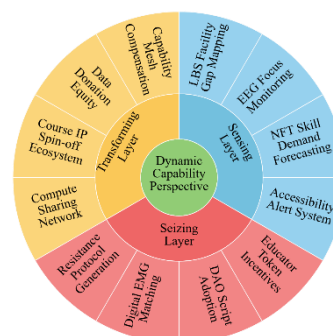 Dynamic
Capability
Perspective
Sensing
Layer
LBS Facility
Gap Mapping
EEG Focus
Monitoring
NFT Skill
Demand
Forecasting
Accessibility
Alert System
Seizing
Layer
Educator
Token
Incentives
DAO Script
Adoption
Digital EMG
Matching
Resistance
Protocol
Generation
Transforming
Layer
Compute
Sharing
Network
Course IP
Spin-off
Ecosystem
Data
Donation
Equity
Capability
Mesh
Compensation